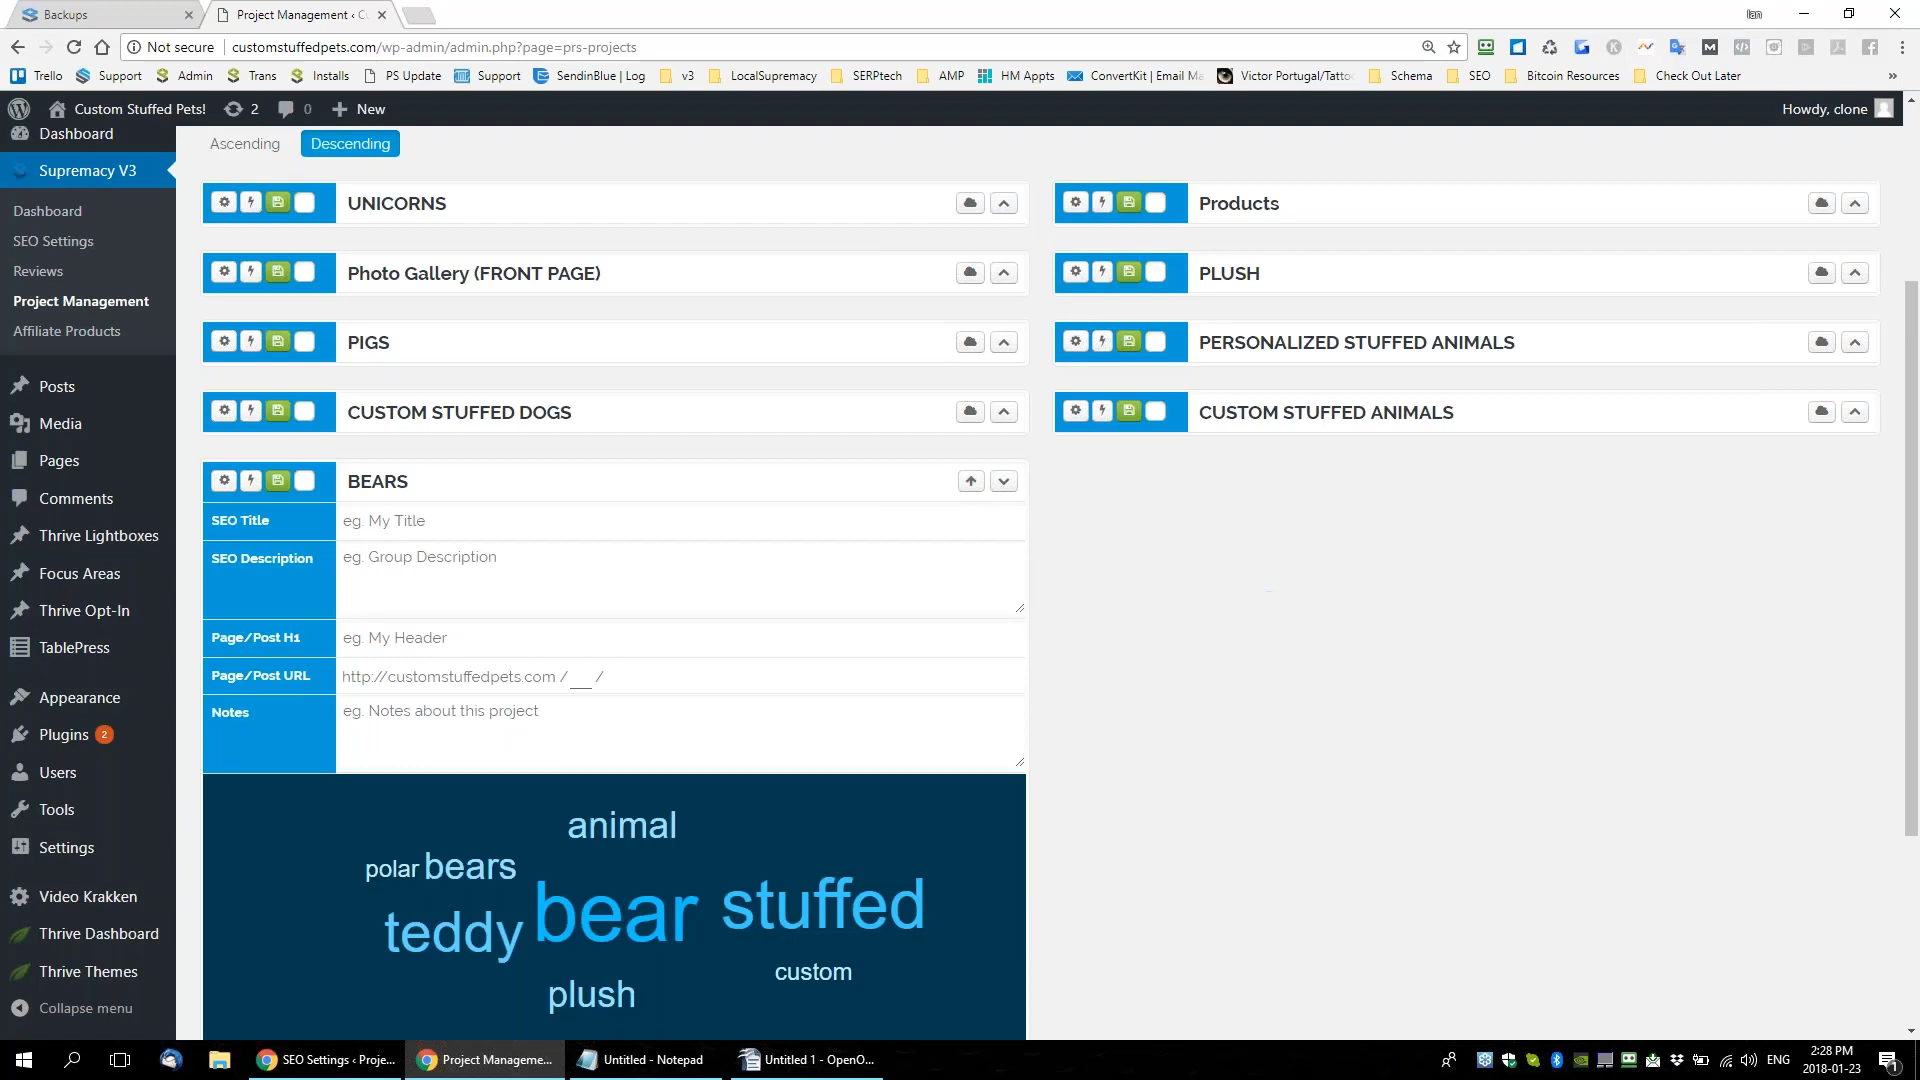 Backups
Project Management ‹ C
Ian
Not secure
customstuffedpets.com/wp-admin/admin.php?page=prs-projects
Trello
Support
Admin
Trans
Installs
PS Update
Support
SendinBlue | Log
v3
LocalSupremacy
SERPtech
AMP
HM Appts
ConvertKit | Email Ma
Victor Portugal/Tatto
Schema
SEO
Bitcoin Resources
Check Out Later
»
Custom Stuffed Pets!
2
0
New
Howdy, clone
Dashboard
Supremacy V3
Dashboard
SEO Settings
Reviews
Project Management
Affiliate Products
Posts
Media
Pages
Comments
Thrive Lightboxes
Focus Areas
Thrive Opt-In
TablePress
Appearance
Plugins 2
Users
Tools
Settings
Video Krakken
Thrive Dashboard
Thrive Themes
Collapse menu
Ascending
Descending
UNICORNS
Products
Photo Gallery (FRONT PAGE)
PLUSH
PIGS
PERSONALIZED STUFFED ANIMALS
CUSTOM STUFFED DOGS
CUSTOM STUFFED ANIMALS
BEARS
SEO Title
eg. My Title
SEO Description
eg. Group Description
Page/Post H1
eg. My Header
Page/Post URL
http://customstuffedpets.com / /
Notes
eg. Notes about this project
animal
polar bears
bear stuffed
teddy
custom
plush
SEO Settings ‹ Proje...
Project Manageme...
Untitled - Notepad
Untitled 1 - OpenO...
ENG
2:28 PM
2018-01-23
1